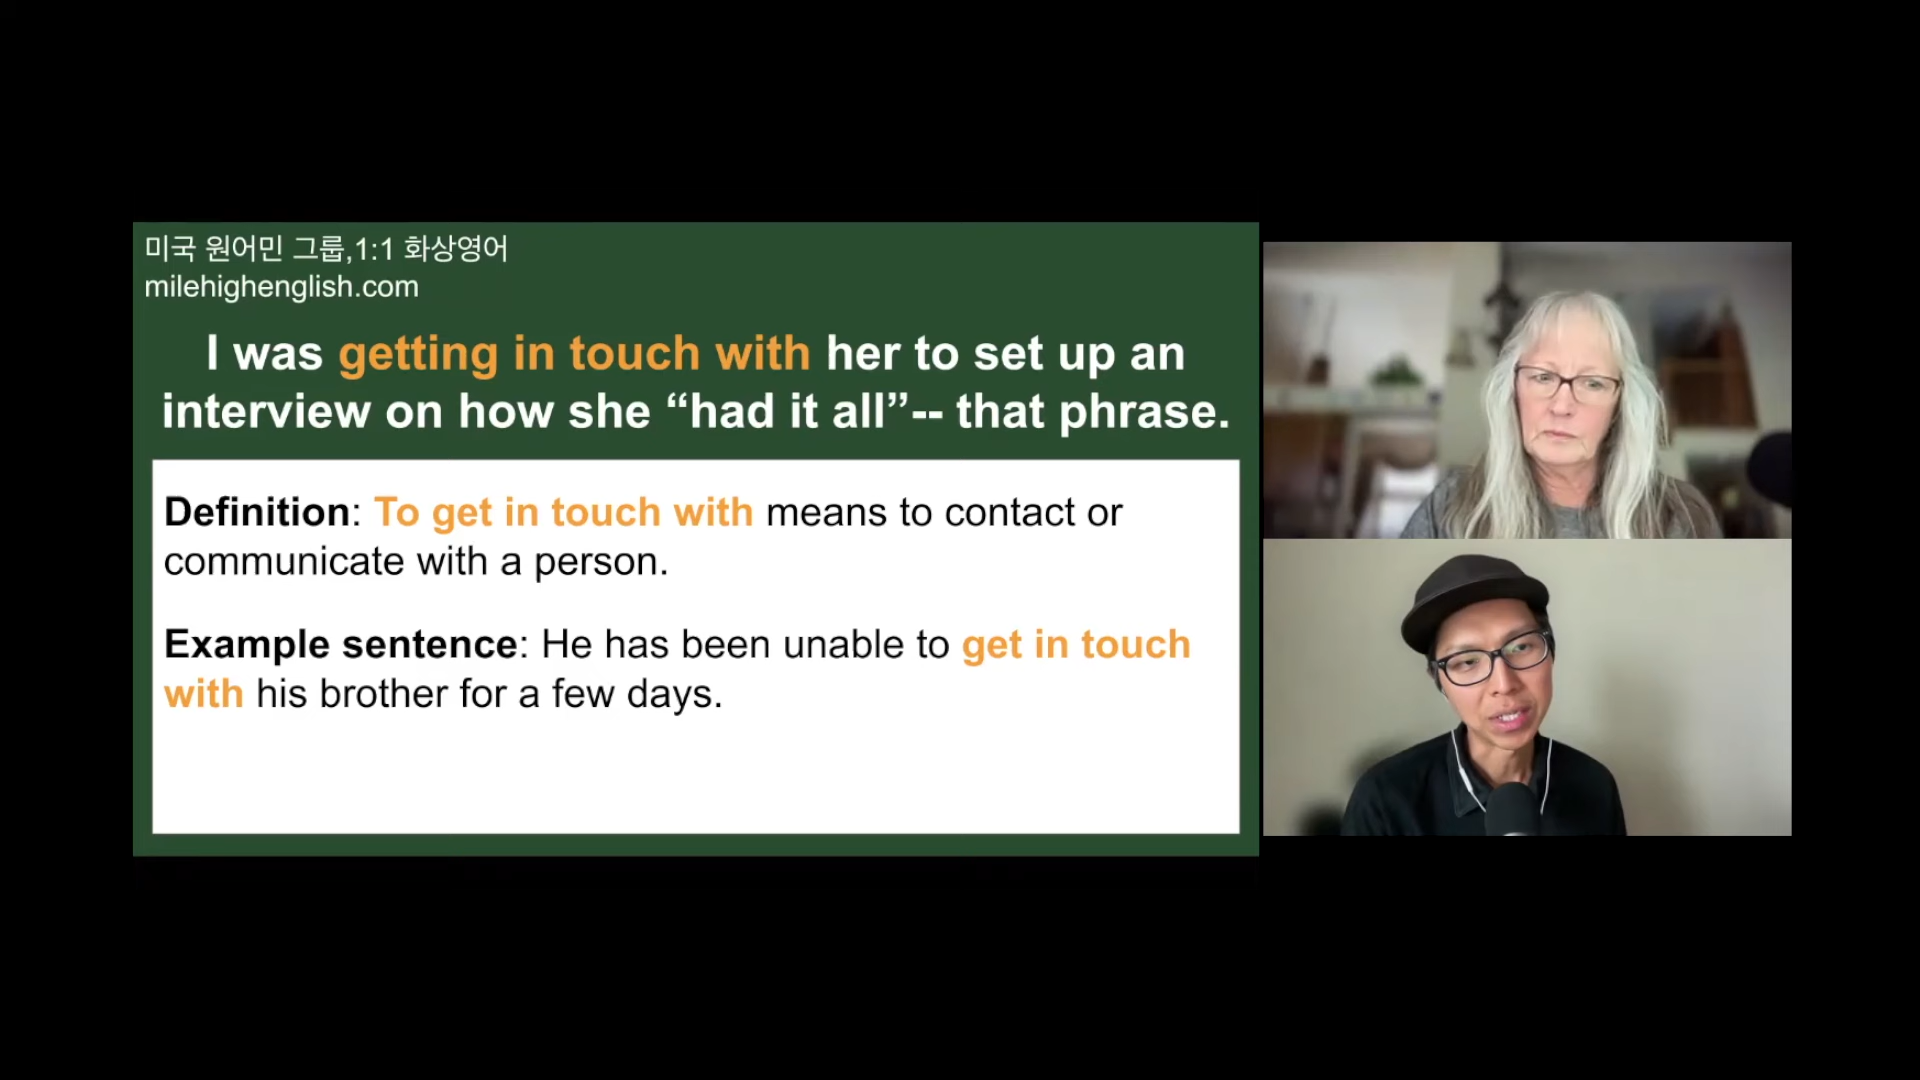 미국 원어민 그룹,1:1 화상영어
milehighenglish.com
I was getting in touch with her to set up an
interview on how she “had it all”-- that phrase.
Definition: To get in touch with means to contact or
communicate with a person.
Example sentence: He has been unable to get in touch
with his brother for a few days.